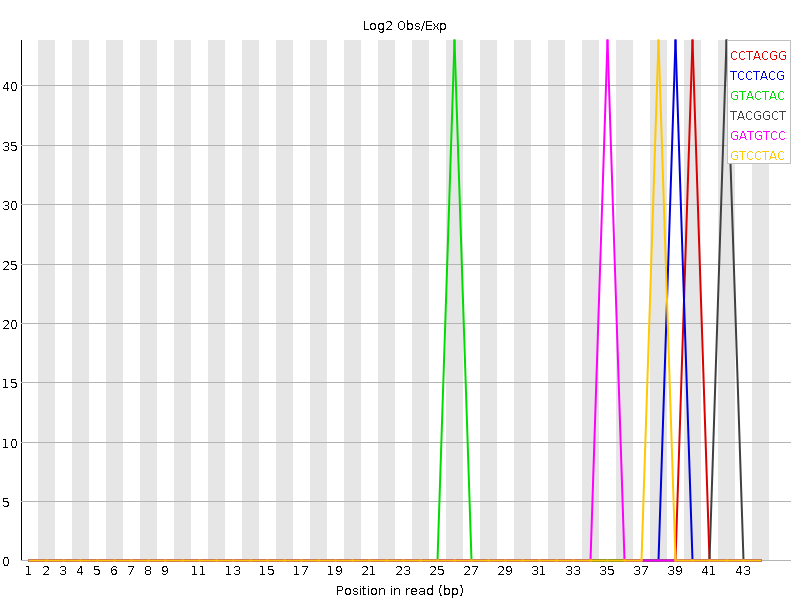 Log2 Obs/Exp
CCTACGG
TCCTACG
GTACTAC
TACGGCT
GATGTCC
GTCCTAC
40
35
30
25
20
15
10
5
0
1 2 3 4 5 6 7 8 9 11 13 15 17 19 21 23 25 27 29 31 33 35 37 39 41 43
Position in read (bp)